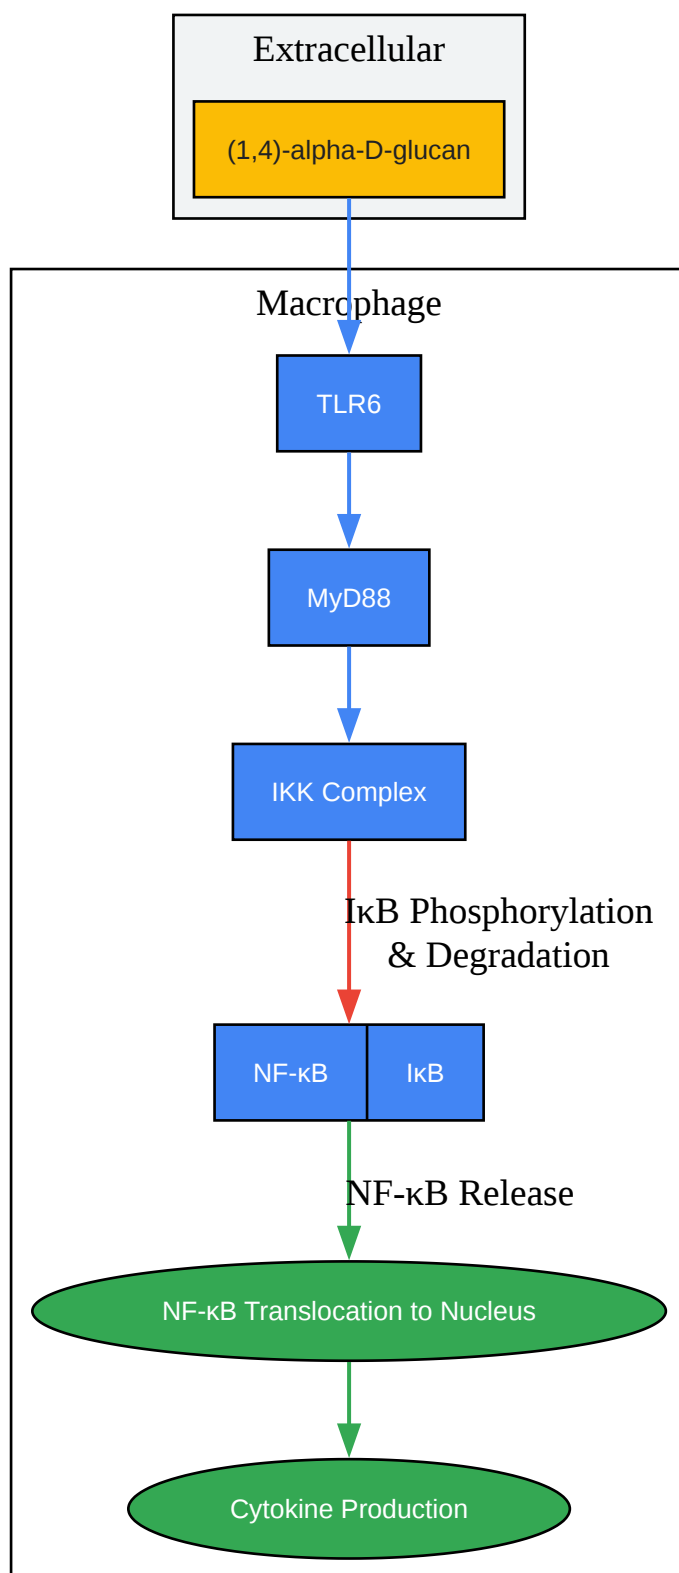 Extracellular
(1,4)-alpha-D-glucan
Macrophage
TLR6
MyD88
IKK Complex
IκB Phosphorylation
& Degradation
NF-κB IκB
NF-κB Release
NF-κB Translocation to Nucleus
Cytokine Production